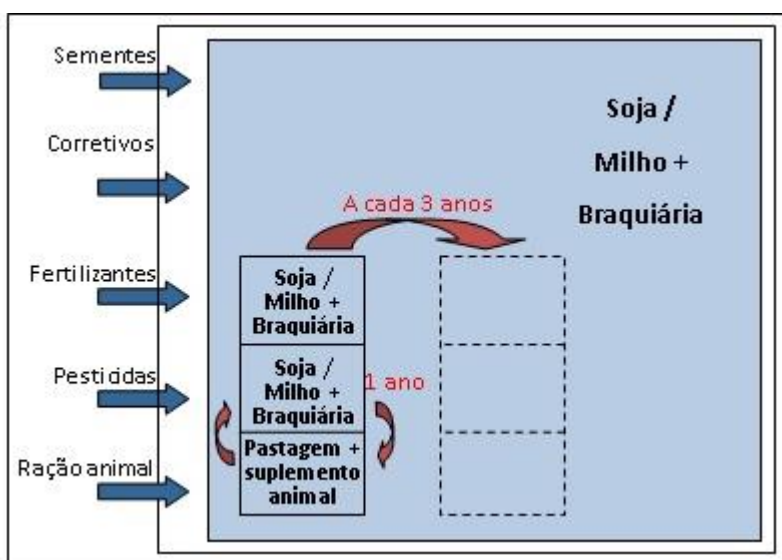 Sementes
Corretivos
Fertilizantes
Pesticidas
Ração animal
Soja /
Milho +
Braquiária
A cada 3 anos
Soja /
Milho +
Braquiária
Soja /
Milho +
Braquiária
1 ano
Pastagem +
suplemento
animal